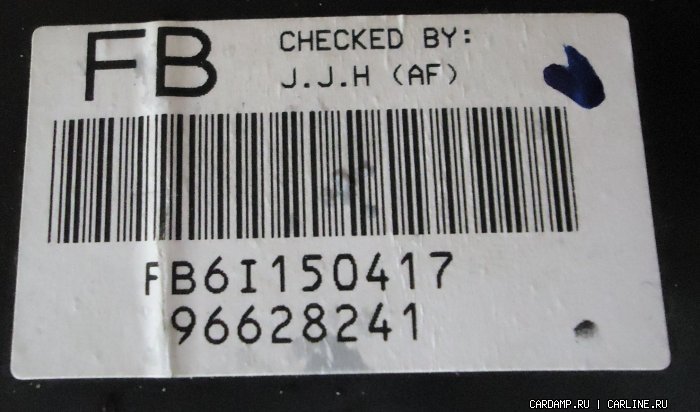 FB
CHECKED BY:
J.J.H (AF)
FB6I150417
96628241
CARDAMP.RU | CARLINE.RU